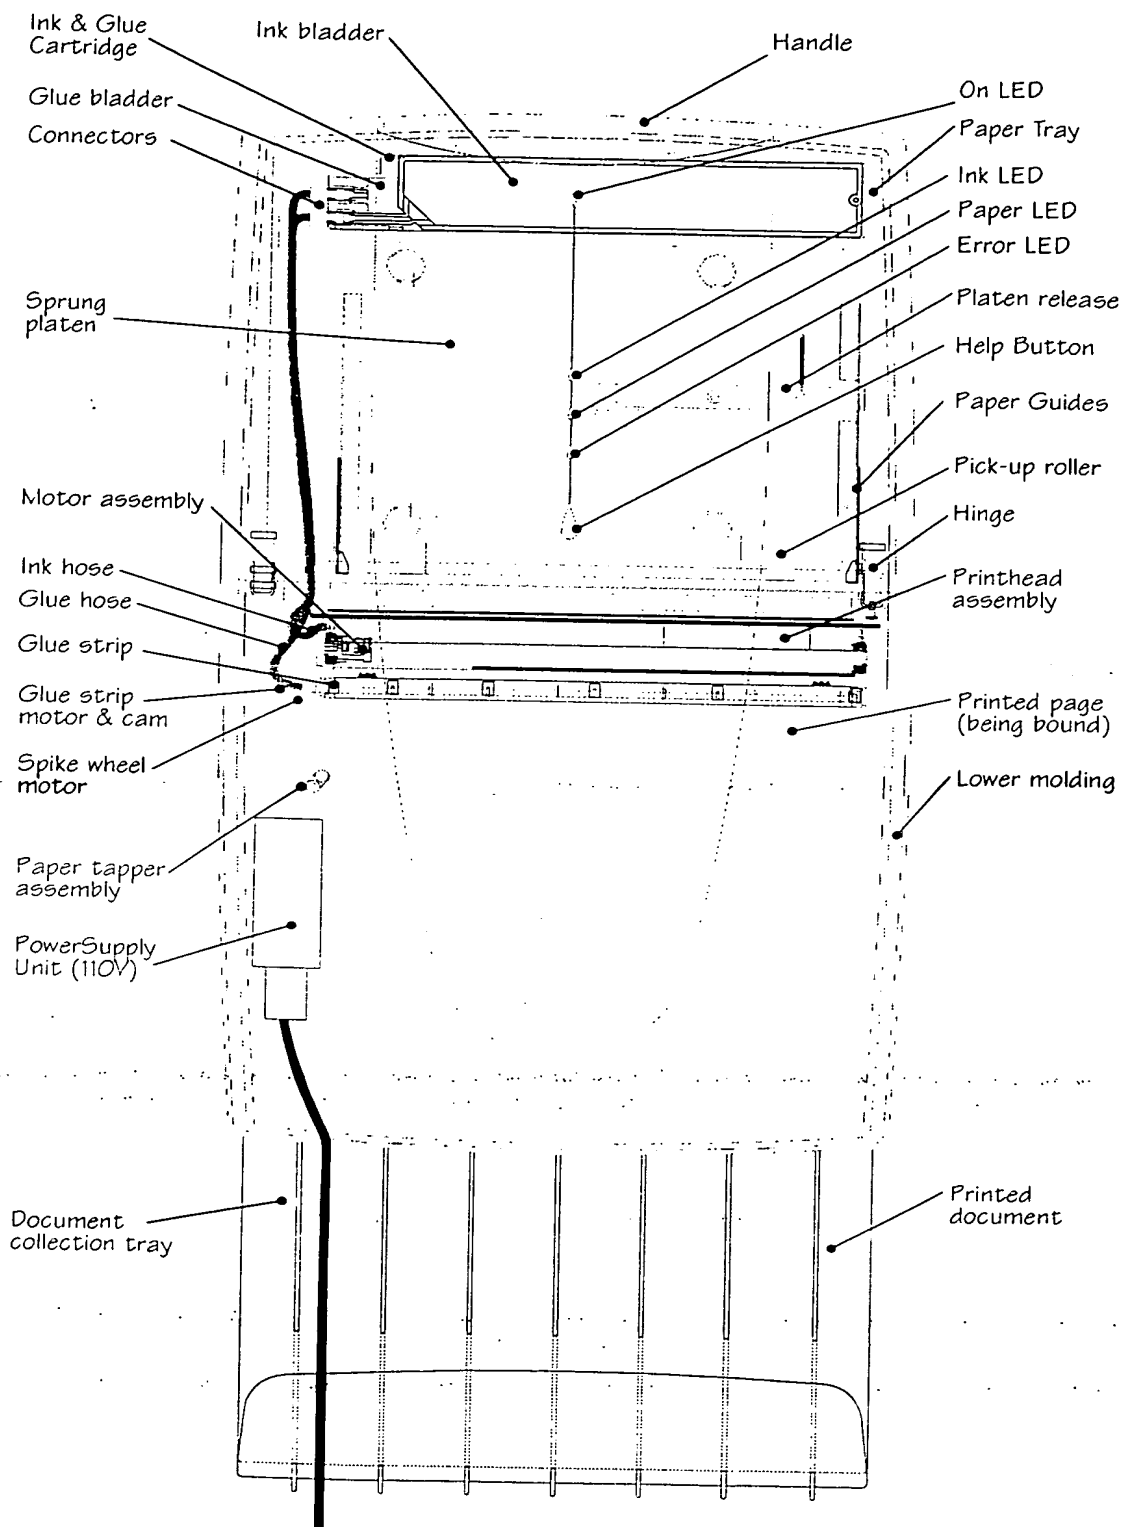 Ink & Glue
Cartridge
Ink bladder
Handle
Glue bladder
Connectors
On LED
Paper Tray
Ink LED
Paper LED
Error LED
Sprung
platen
Platen release
Help Button
Paper Guides
Pick-up roller
Hinge
Motor assembly
Ink hose
Glue hose
Glue strip
Printhead
assembly
Glue strip
motor & cam
Printed page
(being bound)
Spike wheel
motor
Lower molding
Paper tapper
assembly
PowerSupply
Unit (110V)
Document
collection tray
Printed
document